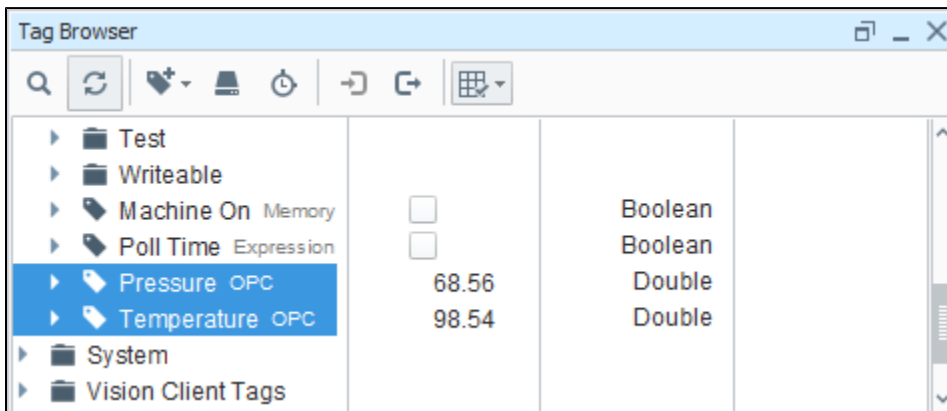 Tag Browser
Test
Writeable
Machine On Memory Boolean
Poll Time Expression Boolean
Pressure OPC 68.56 Double
Temperature OPC 98.54 Double
System
Vision Client Tags